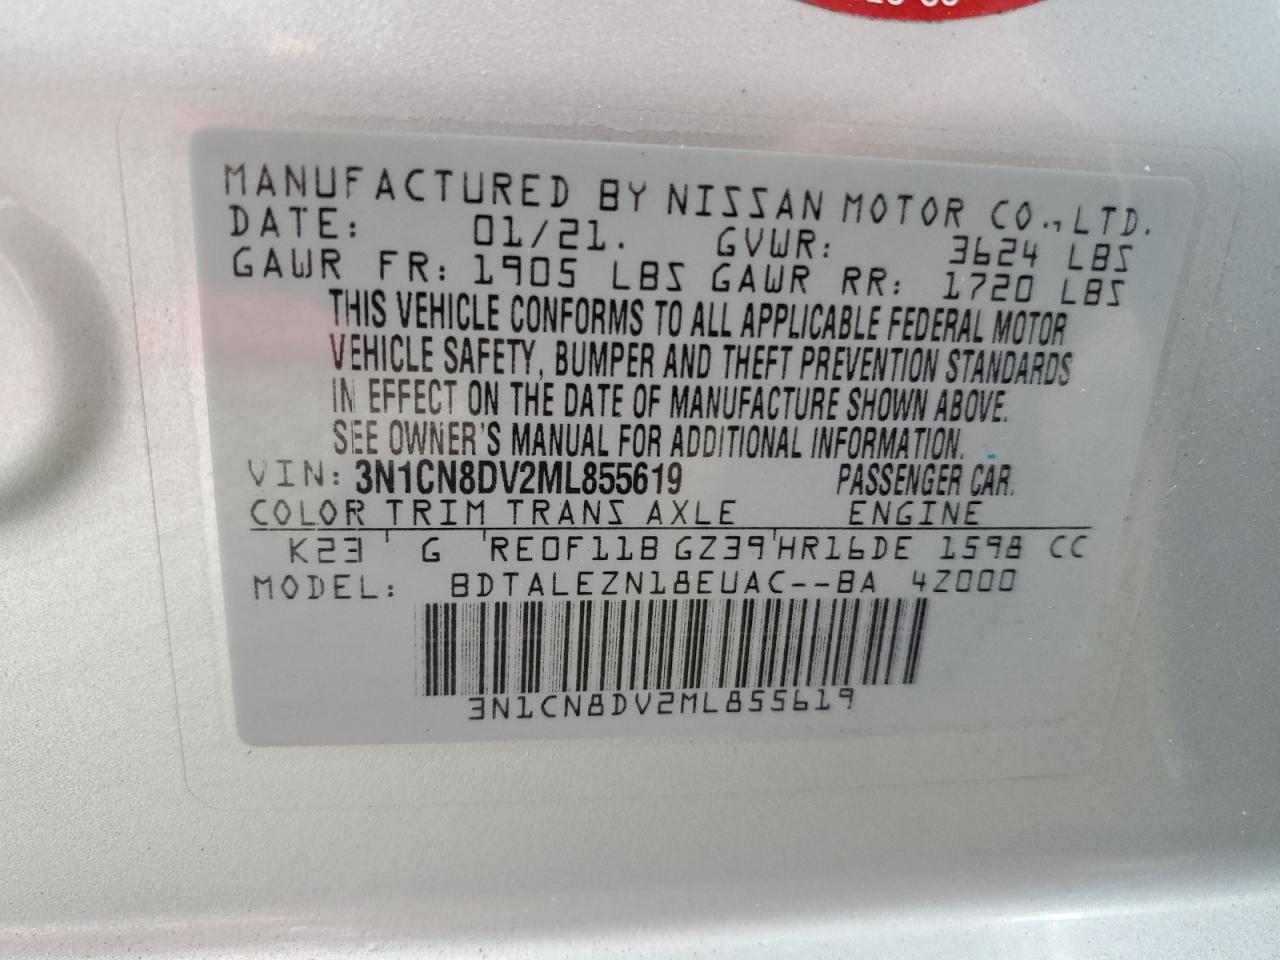 MANUFACTURED BY NISSAN MOTOR CO., LTD.
DATE: 01/21. GVWR: 3624 LBS
GAWR FR: 1905 LBS GAWR RR: 1720 LBS
THIS VEHICLE CONFORMS TO ALL APPLICABLE FEDERAL MOTOR
VEHICLE SAFETY, BUMPER AND THEFT PREVENTION STANDARDS
IN EFFECT ON THE DATE OF MANUFACTURE SHOWN ABOVE.
SEE OWNER'S MANUAL FOR ADDITIONAL INFORMATION.
VIN: 3N1CN8DV2ML855619 PASSENGER CAR.
COLOR TRIM TRANS AXLE ENGINE
K23 G RE0F11B GZ39 HR16DE 1598 CC
MODEL: BDTALEZN18EUAC--BA 4Z000
3N1CN8DV2ML855619